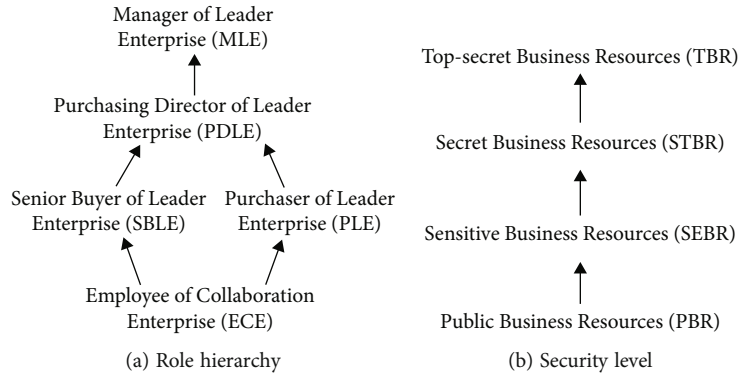 Manager of Leader
Enterprise (MLE)
Purchasing Director of Leader
Enterprise (PDLE)
Senior Buyer of Leader
Enterprise (SBLE)
Purchaser of Leader
Enterprise (PLE)
Employee of Collaboration
Enterprise (ECE)
(a) Role hierarchy
Top-secret Business Resources (TBR)
Secret Business Resources (STBR)
Sensitive Business Resources (SEBR)
Public Business Resources (PBR)
(b) Security level